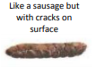 Like a sausage but
with cracks on
surface